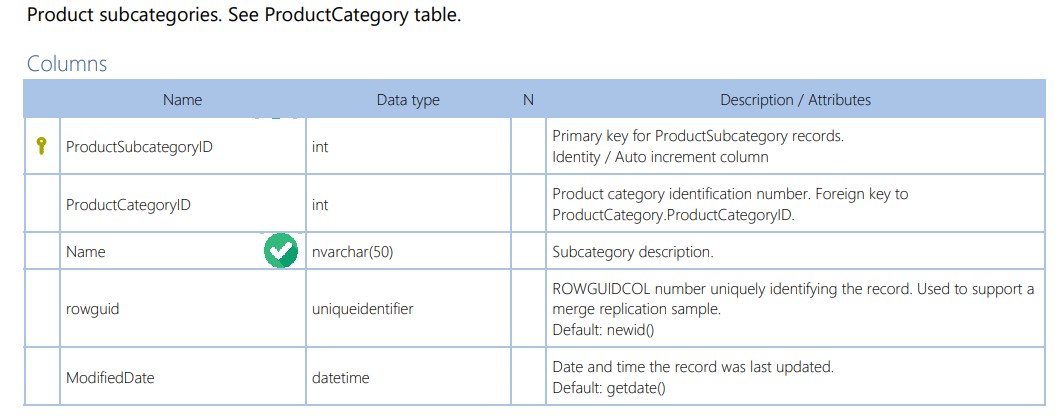 Product subcategories. See ProductCategory table.
Columns
Name Data type N Description / Attributes
ProductSubcategoryID int Primary key for ProductSubcategory records.
Identity / Auto increment column
ProductCategoryID int Product category identification number. Foreign key to
ProductCategory.ProductCategoryID.
Name nvarchar(50) Subcategory description.
rowguid uniqueidentifier ROWGUIDCOL number uniquely identifying the record. Used to support a
merge replication sample.
Default: newid()
ModifiedDate datetime Date and time the record was last updated.
Default: getdate()